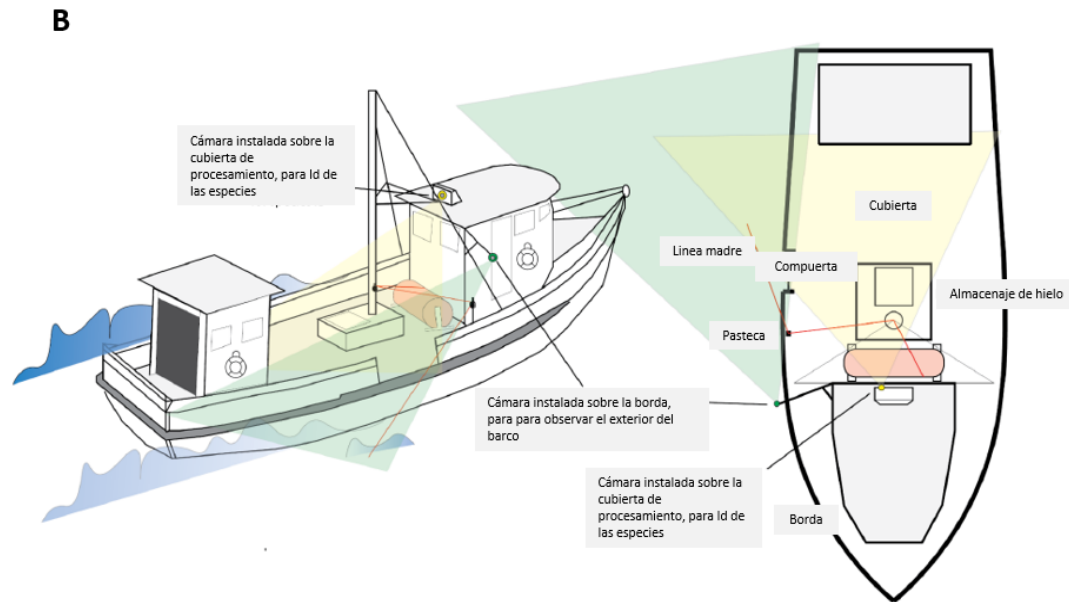 B
Cámara instalada sobre la
cubierta de
procesamiento, para Id de
las especies
Cubierta
Linea madre
Compuerta
Almacenaje de hielo
Pasteca
Cámara instalada sobre la borda,
para para observar el exterior del
barco
Cámara instalada sobre la
cubierta de
procesamiento, para Id de
las especies
Borda